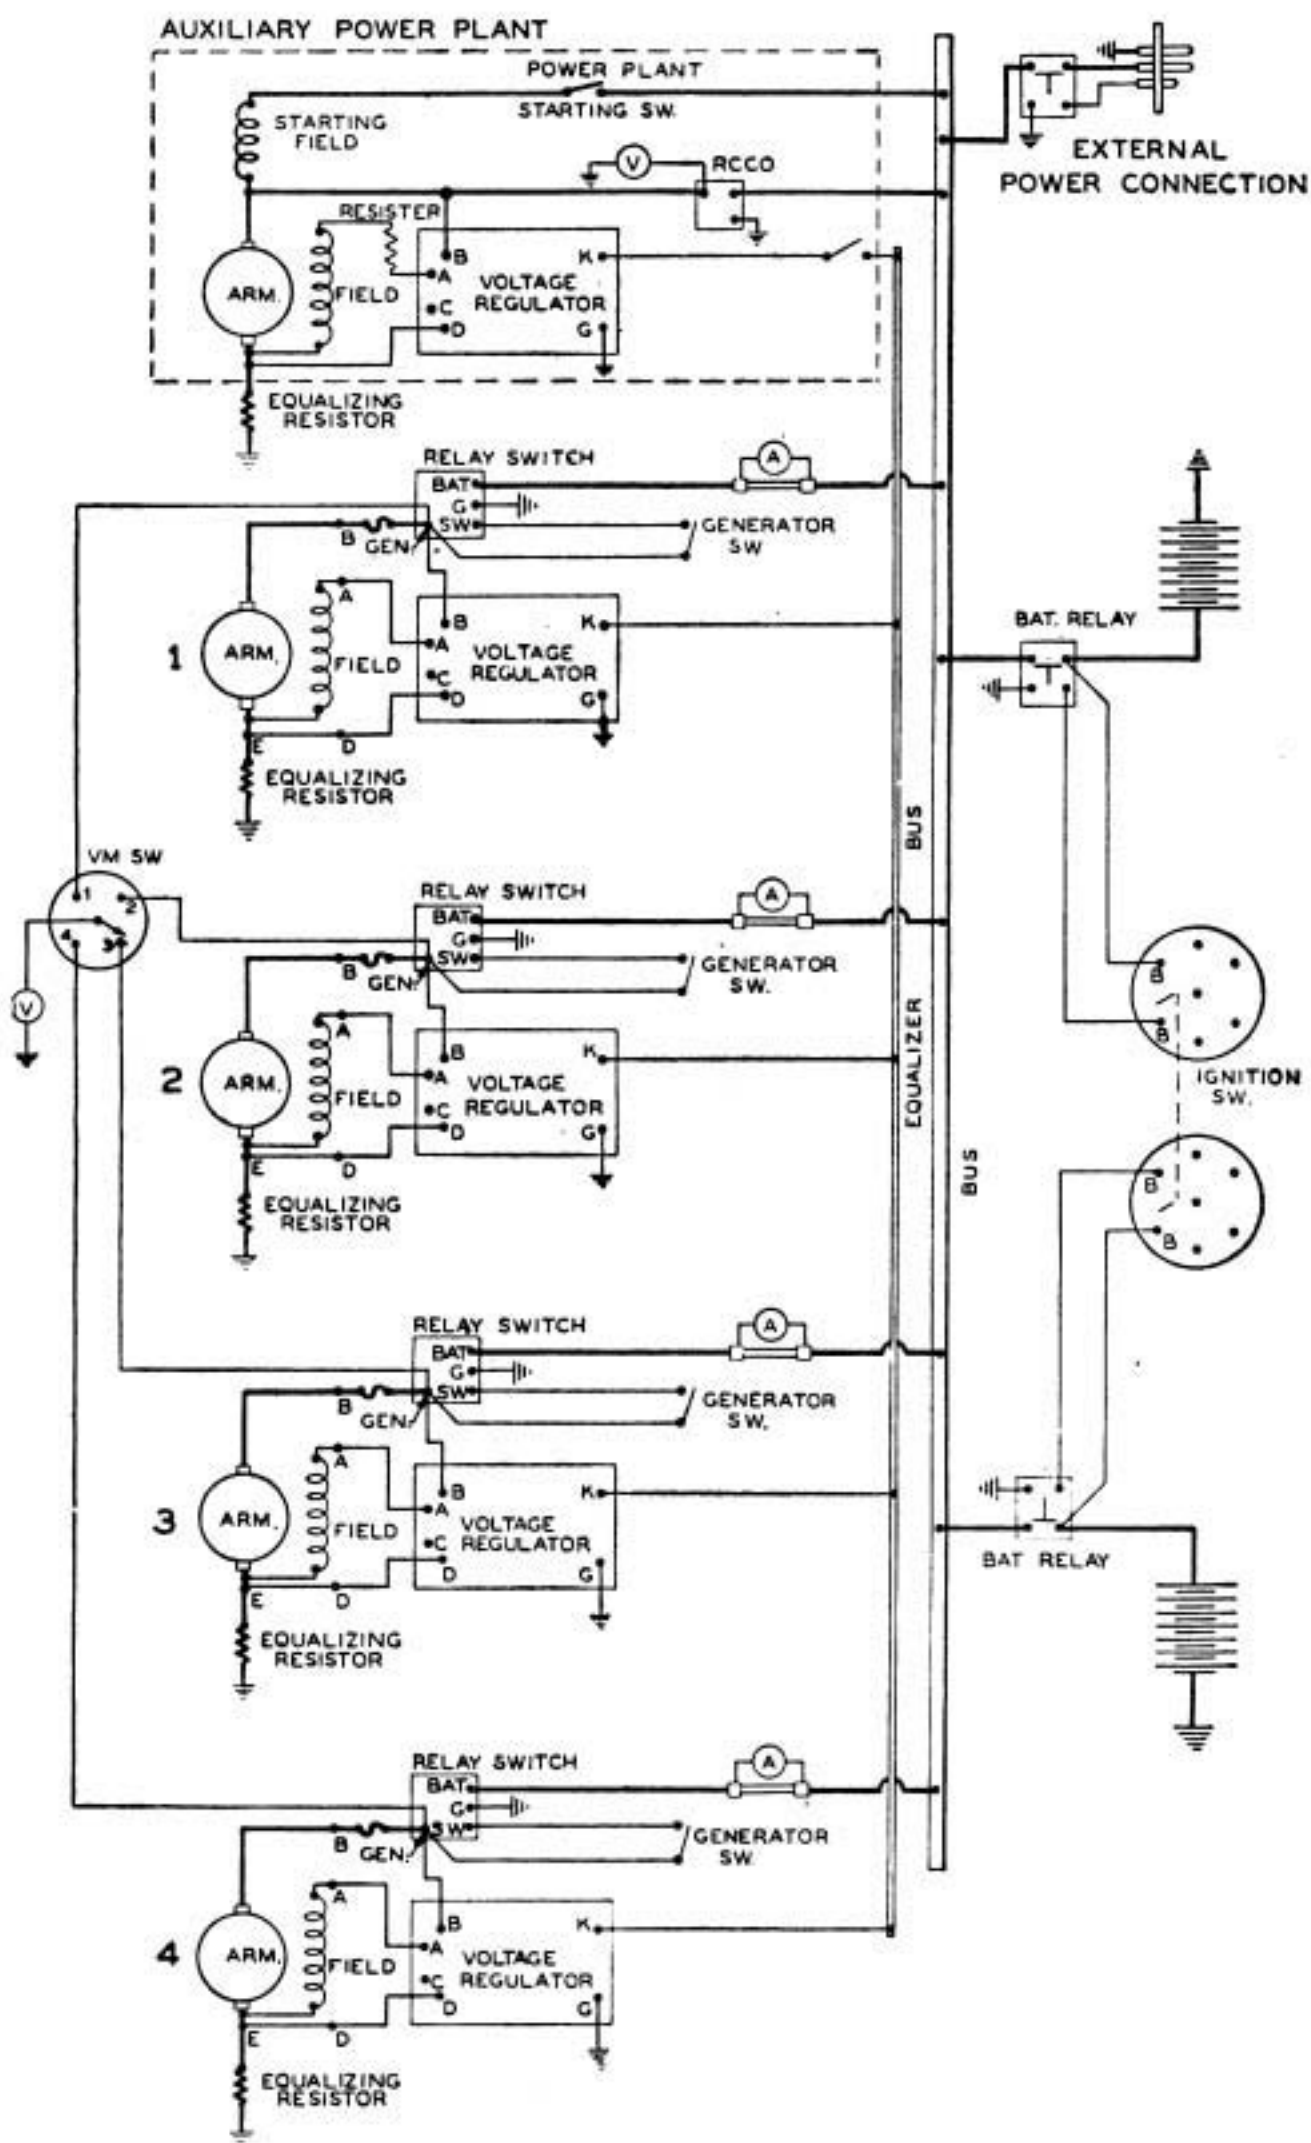 AUXILIARY POWER PLANT
POWER PLANT
STARTING SW.
STARTING
FIELD
V
RCCO
EXTERNAL
POWER CONNECTION
RESISTER
B
K
A
VOLTAGE
REGULATOR
ARM.
FIELD
C
D
G
EQUALIZING
RESISTOR
RELAY SWITCH
A
BAT
G
SW
B
GEN.
GENERATOR
SW
A
B
K
1
ARM.
FIELD
A
VOLTAGE
REGULATOR
C
D
G
E
D
EQUALIZING
RESISTOR
BAT. RELAY
BUS
VM SW
1
2
4
3
V
RELAY SWITCH
A
BAT
G
SW
B
GEN.
GENERATOR
SW.
A
B
K
2
ARM.
FIELD
A
VOLTAGE
REGULATOR
C
D
G
E
D
EQUALIZING
RESISTOR
EQUALIZER
BUS
B
B
IGNITION
SW.
B
B
RELAY SWITCH
A
BAT
G
SW
B
GEN.
GENERATOR
SW.
A
B
K
3
ARM.
FIELD
A
VOLTAGE
REGULATOR
C
D
G
E
D
EQUALIZING
RESISTOR
BAT RELAY
RELAY SWITCH
A
BAT
G
SW
B
GEN.
GENERATOR
SW.
A
B
K
4
ARM.
FIELD
A
VOLTAGE
REGULATOR
C
D
G
E
D
EQUALIZING
RESISTOR